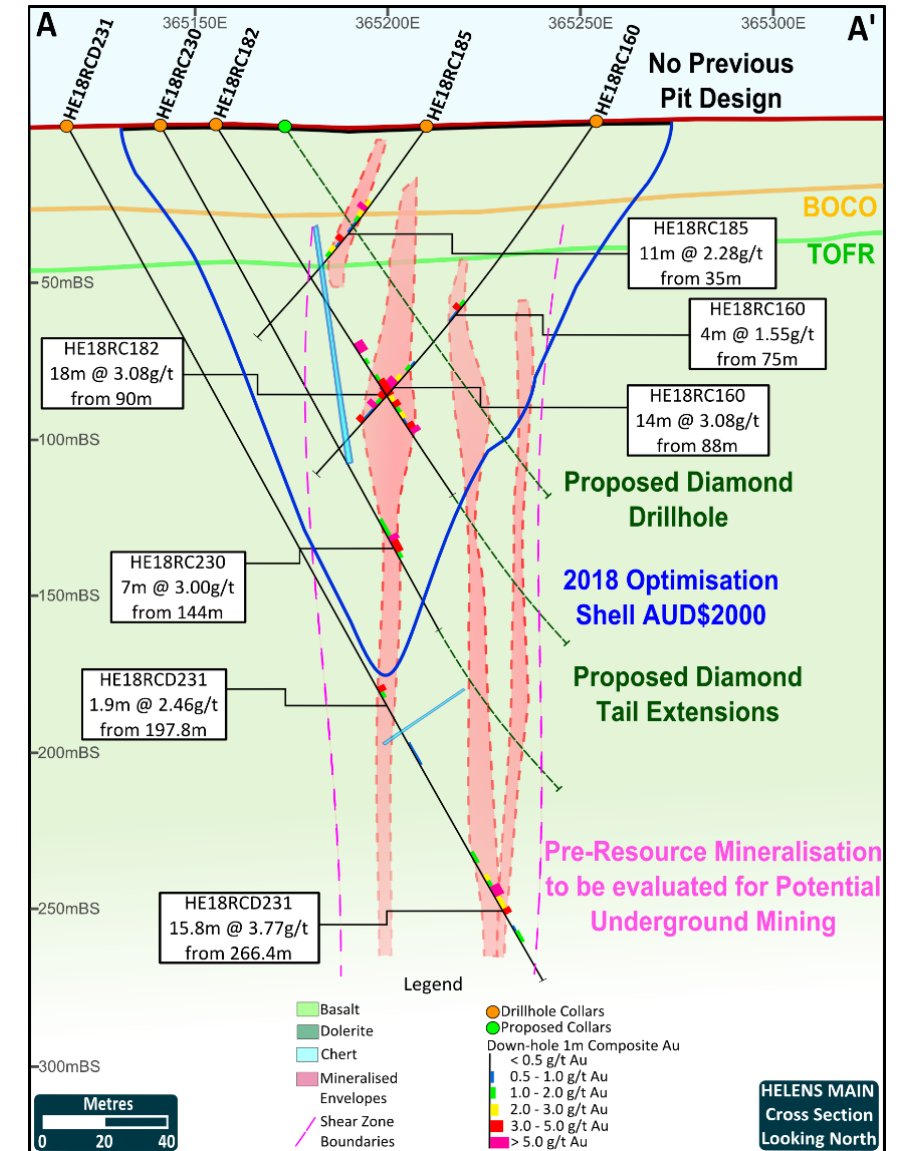 A
365150E
365200E
365250E
365300E
A'
HE18RCD231
HE18RC230
HE18RC182
HE18RC185
HE18RC160
No Previous
Pit Design
BOCO
TOFR
HE18RC185
11m @ 2.28g/t
from 35m
50mBS
HE18RC160
4m @ 1.55g/t
from 75m
HE18RC182
18m @ 3.08g/t
from 90m
HE18RC160
14m @ 3.08g/t
from 88m
100mBS
Proposed Diamond
Drillhole
HE18RC230
7m @ 3.00g/t
from 144m
150mBS
2018 Optimisation
Shell AUD$2000
HE18RCD231
1.9m @ 2.46g/t
from 197.8m
Proposed Diamond
Tail Extensions
200mBS
Pre-Resource Mineralisation
to be evaluated for Potential
Underground Mining
HE18RCD231
15.8m @ 3.77g/t
from 266.4m
250mBS
Legend
Basalt
Dolerite
Chert
Mineralised
Envelopes
Shear Zone
Boundaries
Drillhole Collars
Proposed Collars
Down-hole 1m Composite Au
< 0.5 g/t Au
0.5 - 1.0 g/t Au
1.0 - 2.0 g/t Au
2.0 - 3.0 g/t Au
3.0 - 5.0 g/t Au
> 5.0 g/t Au
300mBS
Metres
0 20 40
HELENS MAIN
Cross Section
Looking North